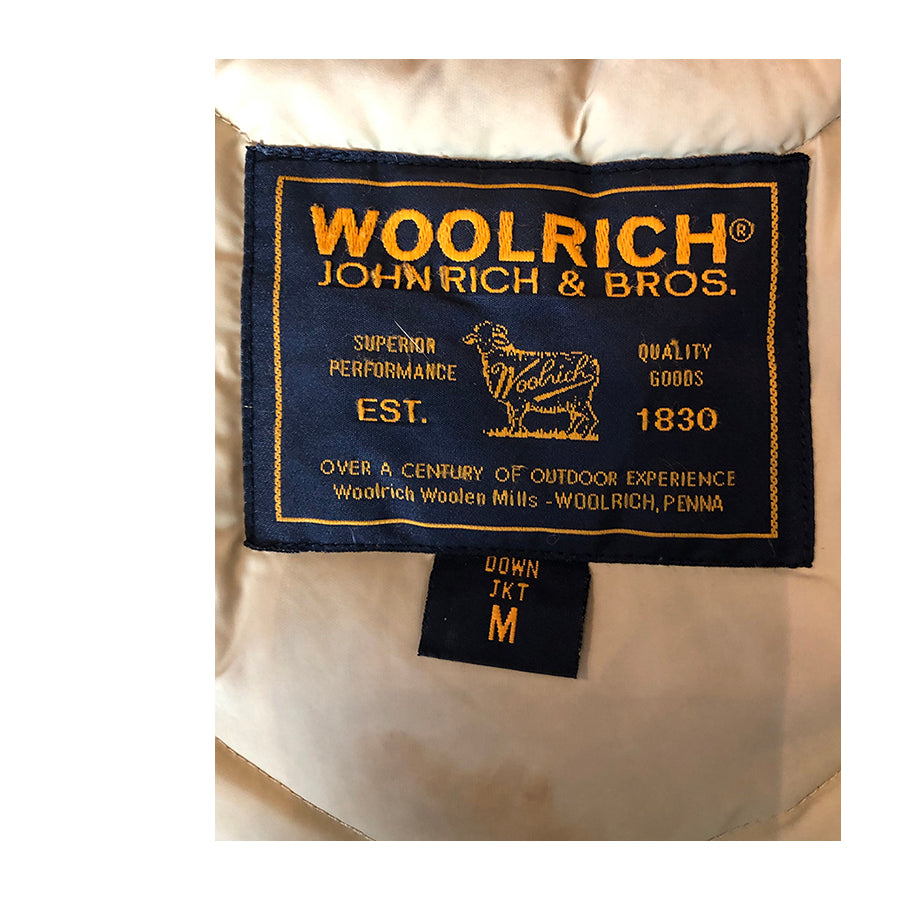 WOOLRICH®
JOHN RICH & BROS.
SUPERIOR
PERFORMANCE
EST.
Woolrich
QUALITY
GOODS
1830
OVER A CENTURY OF OUTDOOR EXPERIENCE
Woolrich Woolen Mills - WOOLRICH, PENNA
DOWN
JKT
M